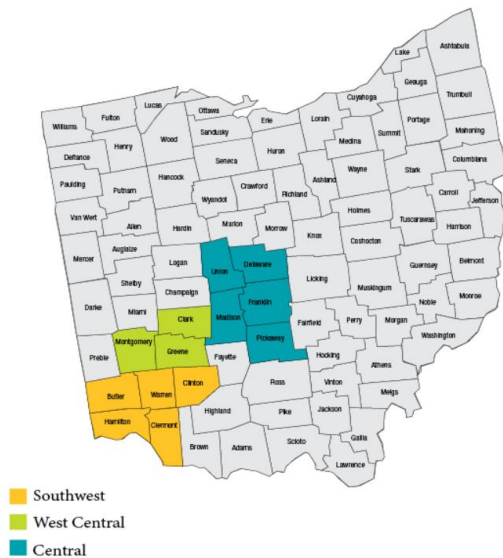 Ashtabula
Lake
Geauga
Lucas
Ottawa
Cuyahoga
Trumbull
Williams
Fulton
Erie
Lorain
Wood
Sandusky
Portage
Henry
Medina
Summit
Mahoning
Defiance
Huron
Seneca
Columbiana
Paulding
Hancock
Wayne
Stark
Putnam
Crawford
Ashland
Wyandot
Richland
Carroll
Jefferson
Van Wert
Allen
Holmes
Hardin
Marion
Tuscarawas
Morrow
Harrison
Knox
Auglaize
Coshocton
Mercer
Logan
Union
Delaware
Belmont
Guernsey
Shelby
Licking
Champaign
Muskingum
Darke
Miami
Franklin
Noble
Monroe
Clark
Madison
Fairfield
Perry
Morgan
Washington
Montgomery
Pickaway
Preble
Greene
Fayette
Hocking
Athens
Clinton
Ross
Vinton
Butler
Warren
Meigs
Highland
Pike
Jackson
Hamilton
Clermont
Gallia
Brown
Adams
Scioto
Lawrence
Southwest
West Central
Central